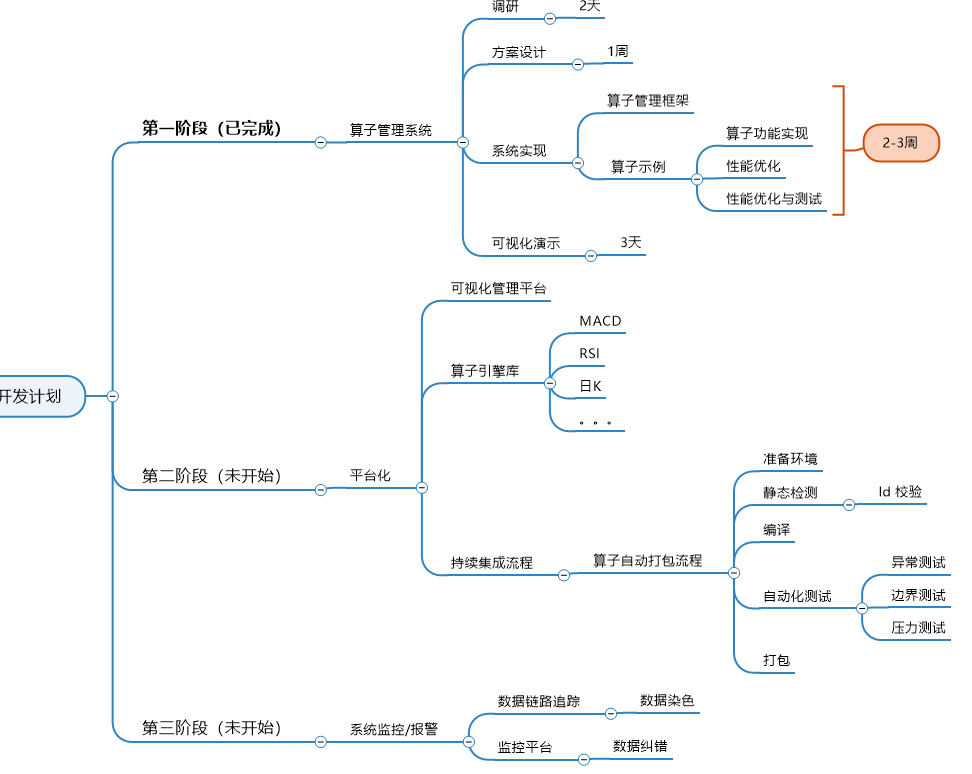 开发计划
第一阶段（已完成)
算子管理系统
调研
2天
方案设计
1周
系统实现
算子管理框架
算子示例
算子功能实现
性能优化
性能优化与测试
2-3周
可视化演示
3天
第二阶段（未开始)
平台化
可视化管理平台
算子引擎库
MACD
RSI
日K
。。。
持续集成流程
算子自动打包流程
准备环境
静态检测
Id 校验
编译
自动化测试
异常测试
边界测试
压力测试
打包
第三阶段（未开始)
系统监控/报警
数据链路追踪
数据染色
监控平台
数据纠错